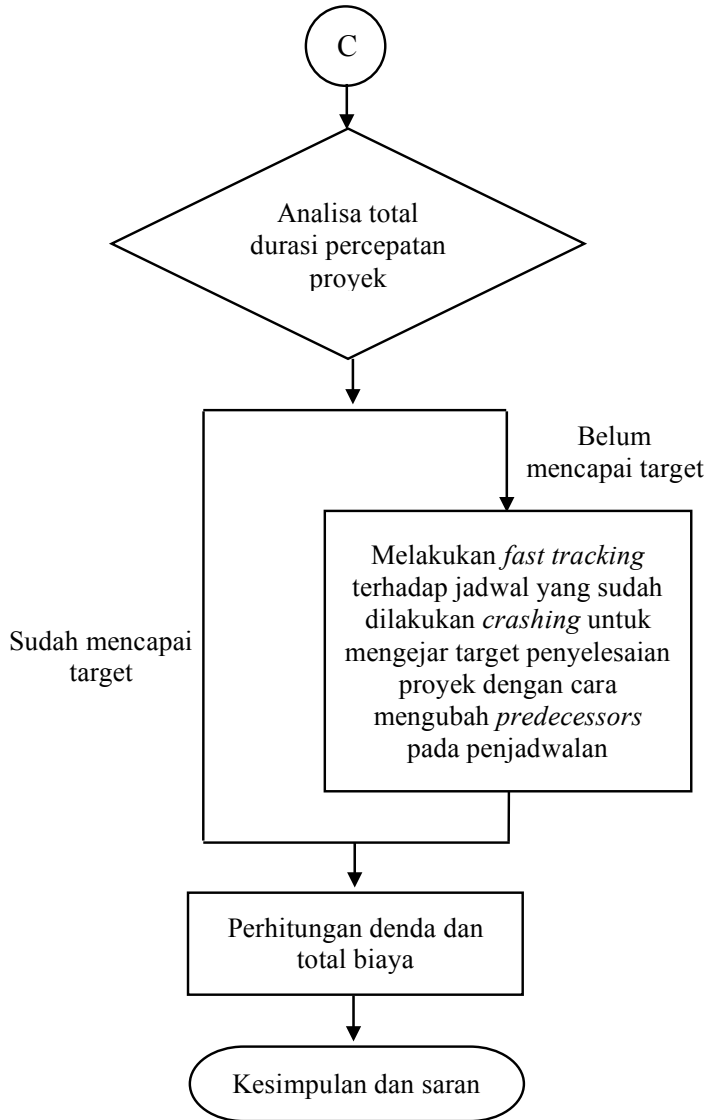 C
Analisa total
durasi percepatan
proyek
Belum
mencapai target
Melakukan fast tracking
terhadap jadwal yang sudah
dilakukan crashing untuk
mengejar target penyelesaian
proyek dengan cara
mengubah predecessors
pada penjadwalan
Sudah mencapai
target
Perhitungan denda dan
total biaya
Kesimpulan dan saran